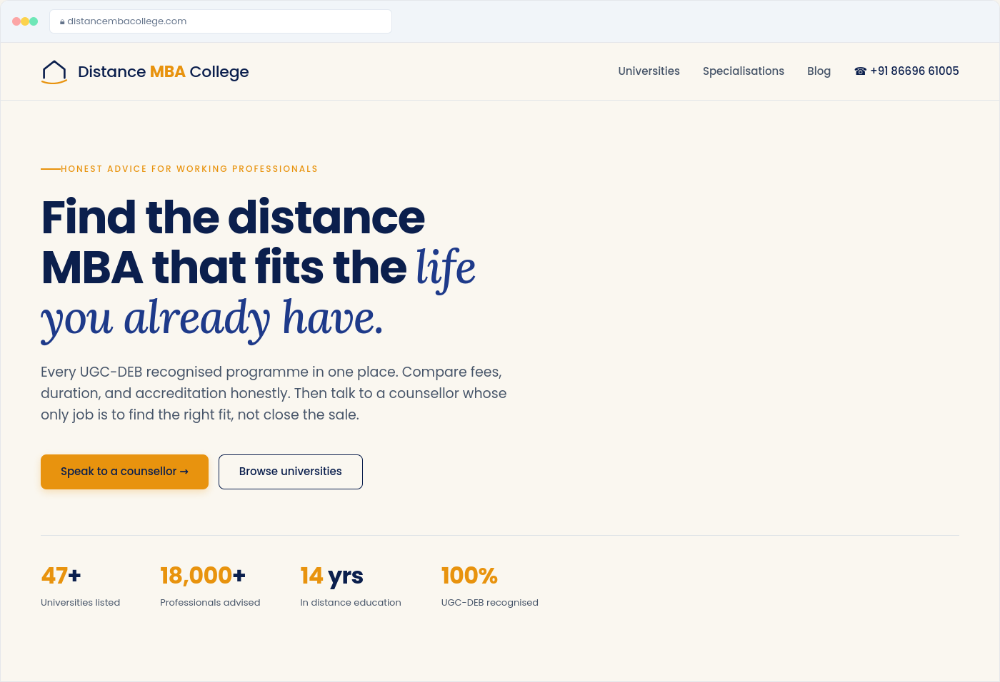 distancembacollege.com
Distance MBA College
Universities
Specialisations
Blog
☎ +91 86696 61005
HONEST ADVICE FOR WORKING PROFESSIONALS
Find the distance
MBA that fits the life
you already have.
Every UGC-DEB recognised programme in one place. Compare fees,
duration, and accreditation honestly. Then talk to a counsellor whose
only job is to find the right fit, not close the sale.
Speak to a counsellor →
Browse universities
47+
Universities listed
18,000+
Professionals advised
14 yrs
In distance education
100%
UGC-DEB recognised